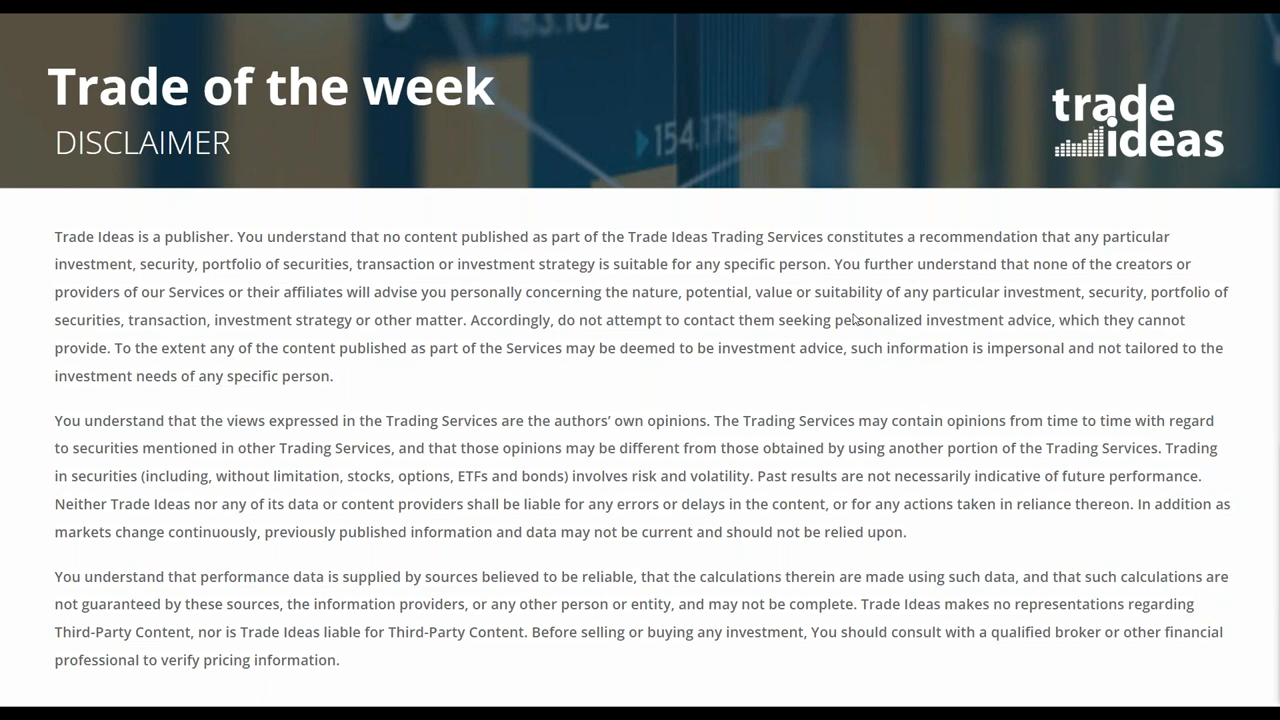 183.102
Trade of the week
DISCLAIMER
154.178
trade
ideas
Trade Ideas is a publisher. You understand that no content published as part of the Trade Ideas Trading Services constitutes a recommendation that any particular
investment, security, portfolio of securities, transaction or investment strategy is suitable for any specific person. You further understand that none of the creators or
providers of our Services or their affiliates will advise you personally concerning the nature, potential, value or suitability of any particular investment, security, portfolio of
securities, transaction, investment strategy or other matter. Accordingly, do not attempt to contact them seeking personalized investment advice, which they cannot
provide. To the extent any of the content published as part of the Services may be deemed to be investment advice, such information is impersonal and not tailored to the
investment needs of any specific person.
You understand that the views expressed in the Trading Services are the authors’ own opinions. The Trading Services may contain opinions from time to time with regard
to securities mentioned in other Trading Services, and that those opinions may be different from those obtained by using another portion of the Trading Services. Trading
in securities (including, without limitation, stocks, options, ETFs and bonds) involves risk and volatility. Past results are not necessarily indicative of future performance.
Neither Trade Ideas nor any of its data or content providers shall be liable for any errors or delays in the content, or for any actions taken in reliance thereon. In addition as
markets change continuously, previously published information and data may not be current and should not be relied upon.
You understand that performance data is supplied by sources believed to be reliable, that the calculations therein are made using such data, and that such calculations are
not guaranteed by these sources, the information providers, or any other person or entity, and may not be complete. Trade Ideas makes no representations regarding
Third-Party Content, nor is Trade Ideas liable for Third-Party Content. Before selling or buying any investment, You should consult with a qualified broker or other financial
professional to verify pricing information.